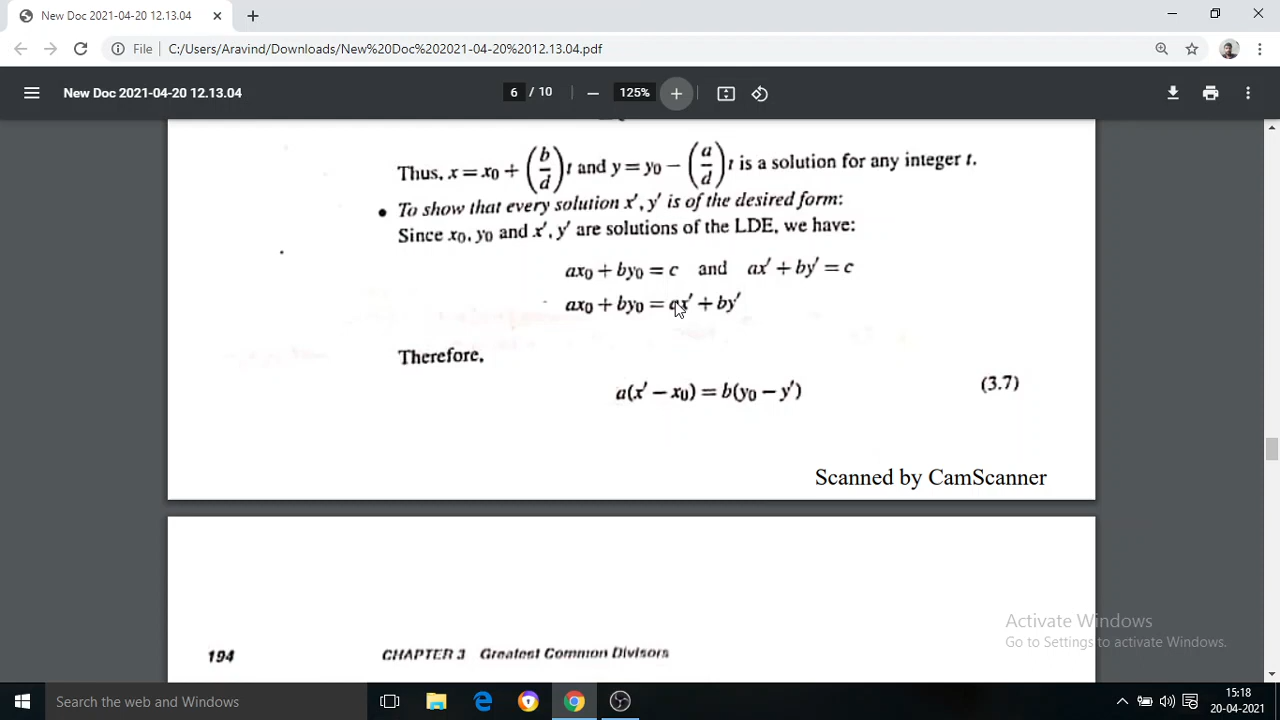 New Doc 2021-04-20 12.13.04
File C:/Users/Aravind/Downloads/New%20Doc%202021-04-20%2012.13.04.pdf
New Doc 2021-04-20 12.13.04 6 / 10 125%
Thus, x = x₀ + (b/d) t and y = y₀ − (a/d) t is a solution for any integer t.
• To show that every solution x′, y′ is of the desired form:
Since x₀, y₀ and x′, y′ are solutions of the LDE, we have:
ax₀ + by₀ = c and ax′ + by′ = c
ax₀ + by₀ = ax′ + by′
Therefore,
a(x′ − x₀) = b(y₀ − y′) (3.7)
Scanned by CamScanner
Activate Windows
Go to Settings to activate Windows.
194 CHAPTER 3 Greatest Common Divisors
Search the web and Windows
15:18
20-04-2021